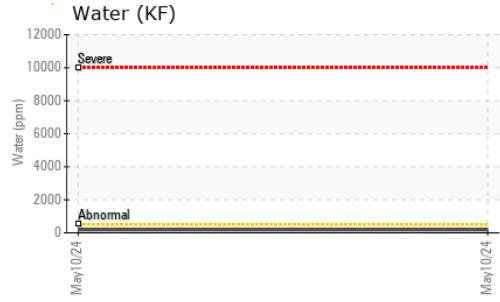 Water (KF)
12000
Severe
10000
8000
6000
4000
2000
Abnormal
0
Water (ppm)
May10/24
May10/24